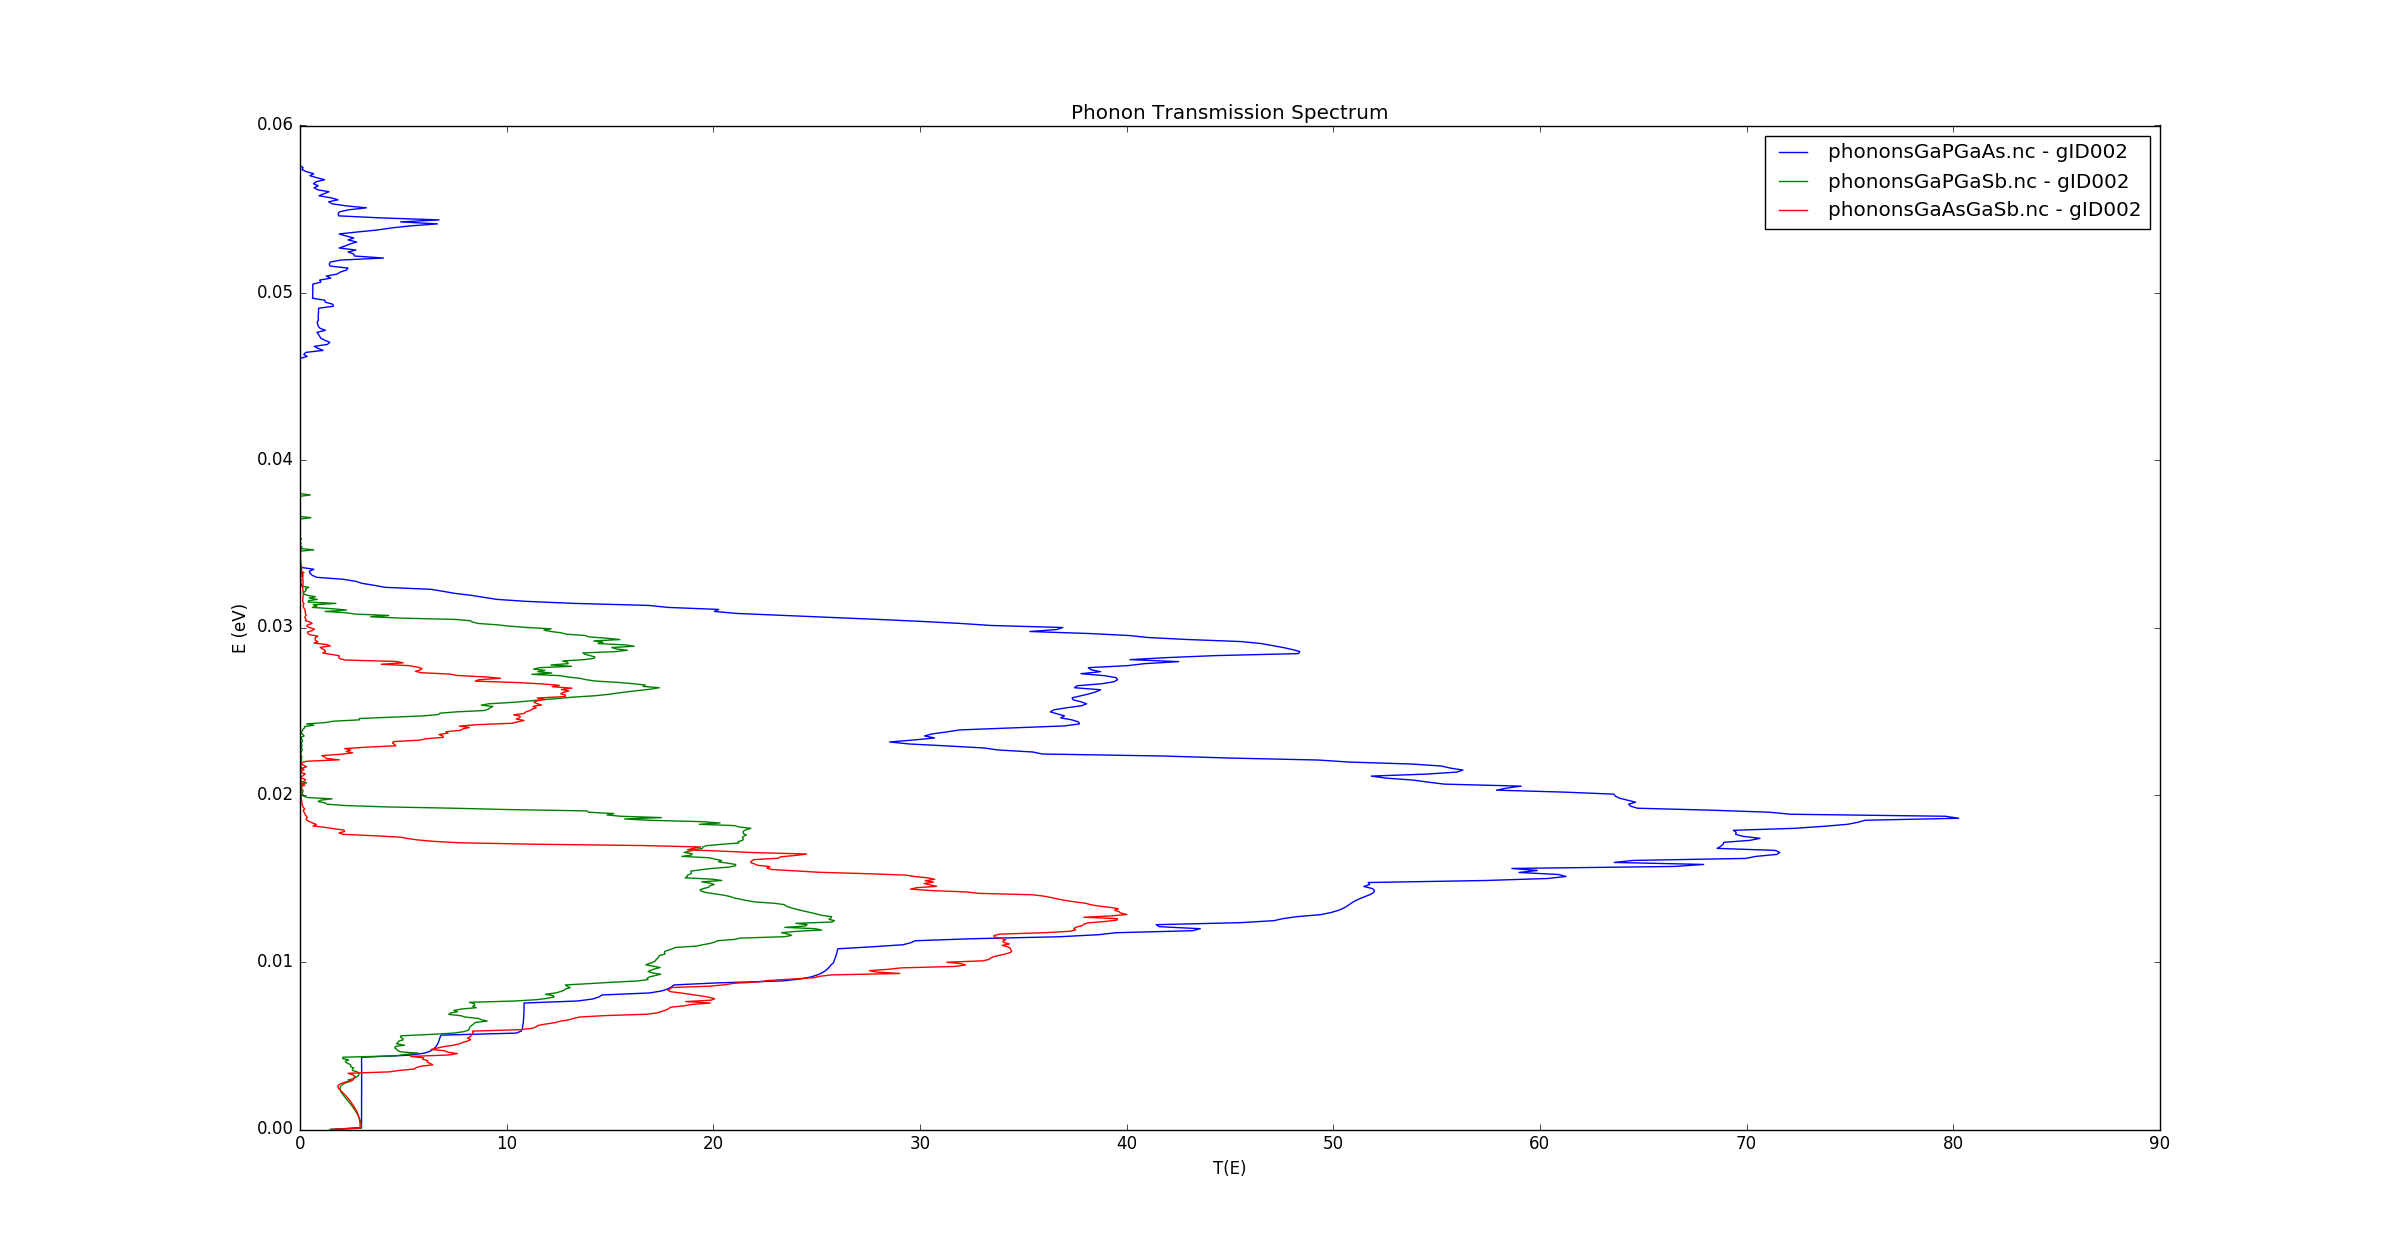 Phonon Transmission Spectrum
phononsGaPGaAs.nc - gID002
phononsGaPGaSb.nc - gID002
phononsGaAsGaSb.nc - gID002
0.06
0.05
0.04
0.03
0.02
0.01
0.00
E (eV)
0 10 20 30 40 50 60 70 80 90
T(E)